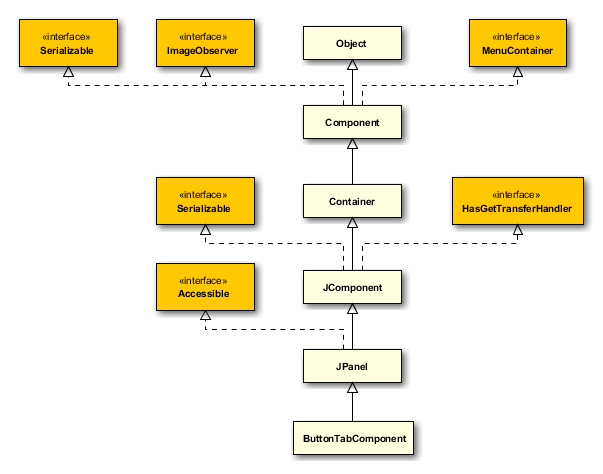 «interface»
Serializable
«interface»
ImageObserver
Object
«interface»
MenuContainer
Component
«interface»
Serializable
Container
«interface»
HasGetTransferHandler
«interface»
Accessible
JComponent
JPanel
ButtonTabComponent